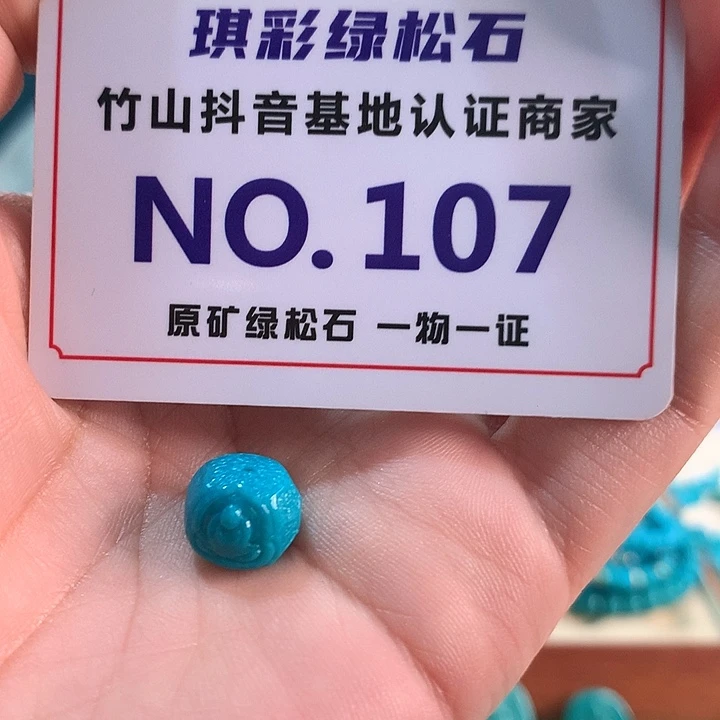 琪彩绿松石
竹山抖音基地认证商家
NO.107
原矿绿松石 一物一证